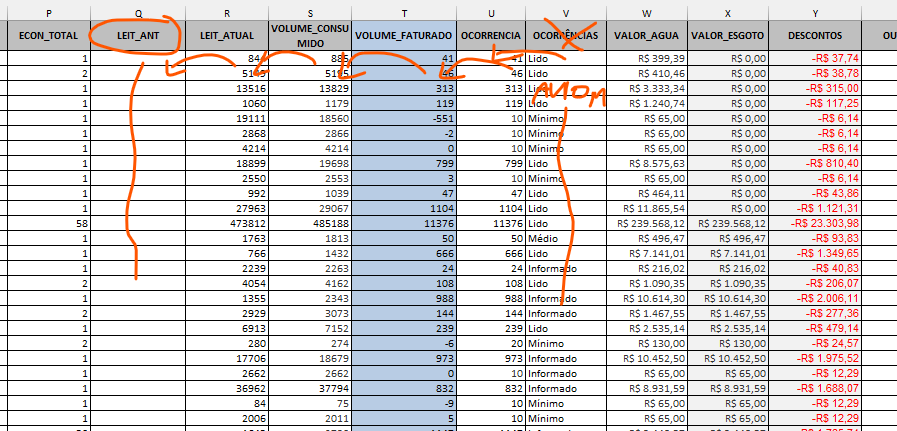 P Q R S T U V W X Y
ECON_TOTAL LEIT_ANT LEIT_ATUAL VOLUME_CONSUMIDO VOLUME_FATURADO OCORRENCIA OCORRÊNCIAS VALOR_AGUA VALOR_ESGOTO DESCONTOS OU
1 84 885 41 41 Lido R$ 399,39 R$ 0,00 -R$ 37,74
2 46 46 Lido R$ 410,46 R$ 0,00 -R$ 38,78
1 13516 13829 313 313 Lido R$ 3.333,34 R$ 0,00 -R$ 315,00
1 1060 1179 119 119 Lido R$ 1.240,74 R$ 0,00 -R$ 117,25
1 19111 18560 -551 10 Mínimo R$ 65,00 R$ 0,00 -R$ 6,14
1 2868 2866 -2 10 Mínimo R$ 65,00 R$ 0,00 -R$ 6,14
1 4214 4214 0 10 Mínimo R$ 65,00 R$ 0,00 -R$ 6,14
1 18899 19698 799 799 Lido R$ 8.575,63 R$ 0,00 -R$ 810,40
1 2550 2553 3 10 Mínimo R$ 65,00 R$ 0,00 -R$ 6,14
1 992 1039 47 47 Lido R$ 464,11 R$ 0,00 -R$ 43,86
1 27963 29067 1104 1104 Lido R$ 11.865,54 R$ 0,00 -R$ 1.121,31
58 473812 485188 11376 11376 Lido R$ 239.568,12 R$ 239.568,12 -R$ 23.303,98
1 1763 1813 50 50 Médio R$ 496,47 R$ 496,47 -R$ 93,83
1 766 1432 666 666 Lido R$ 7.141,01 R$ 7.141,01 -R$ 1.349,65
1 2239 2263 24 24 Informado R$ 216,02 R$ 216,02 -R$ 40,83
2 4054 4162 108 108 Lido R$ 1.090,35 R$ 1.090,35 -R$ 206,07
1 1355 2343 988 988 Informado R$ 10.614,30 R$ 10.614,30 -R$ 2.006,11
2 2929 3073 144 144 Informado R$ 1.467,55 R$ 1.467,55 -R$ 277,36
1 6913 7152 239 239 Lido R$ 2.535,14 R$ 2.535,14 -R$ 479,14
2 280 274 -6 20 Mínimo R$ 130,00 R$ 130,00 -R$ 24,57
1 17706 18679 973 973 Informado R$ 10.452,50 R$ 10.452,50 -R$ 1.975,52
1 2662 2662 0 10 Informado R$ 65,00 R$ 65,00 -R$ 12,29
1 36962 37794 832 832 Informado R$ 8.931,59 R$ 8.931,59 -R$ 1.688,07
1 84 75 -9 10 Mínimo R$ 65,00 R$ 65,00 -R$ 12,29
1 2006 2011 5 10 Mínimo R$ 65,00 R$ 65,00 -R$ 12,29